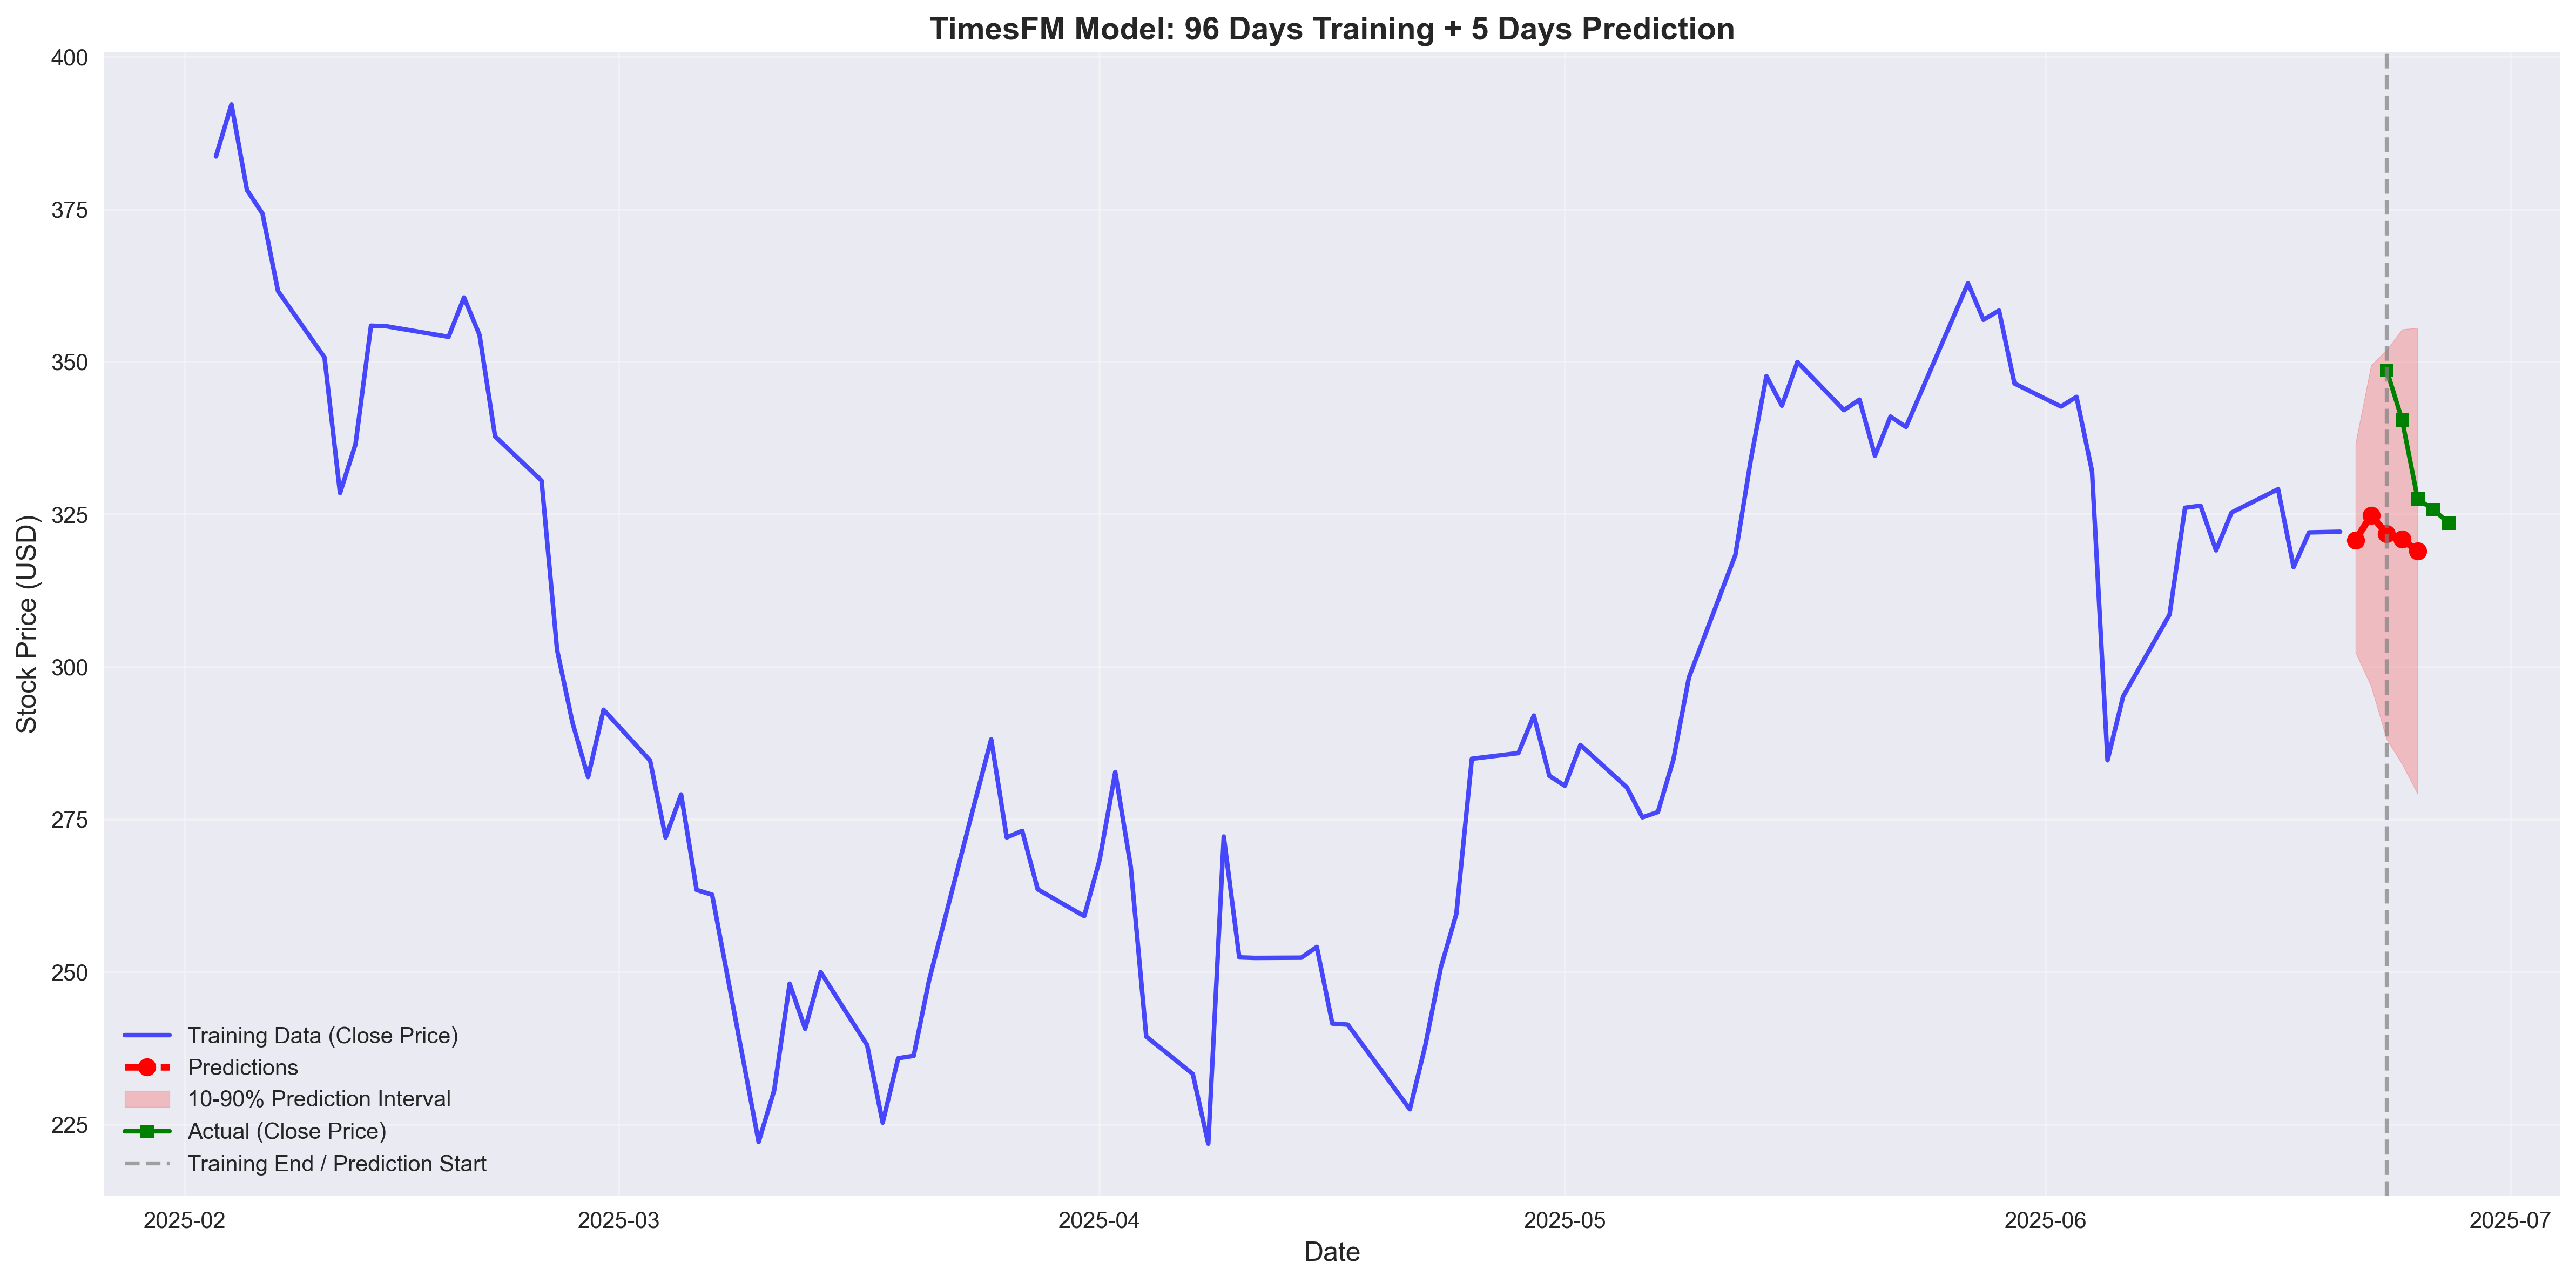 TimesFM Model: 96 Days Training + 5 Days Prediction
400
375
350
325
300
275
250
225
Stock Price (USD)
Training Data (Close Price)
Predictions
10-90% Prediction Interval
Actual (Close Price)
Training End / Prediction Start
2025-02
2025-03
2025-04
2025-05
2025-06
2025-07
Date